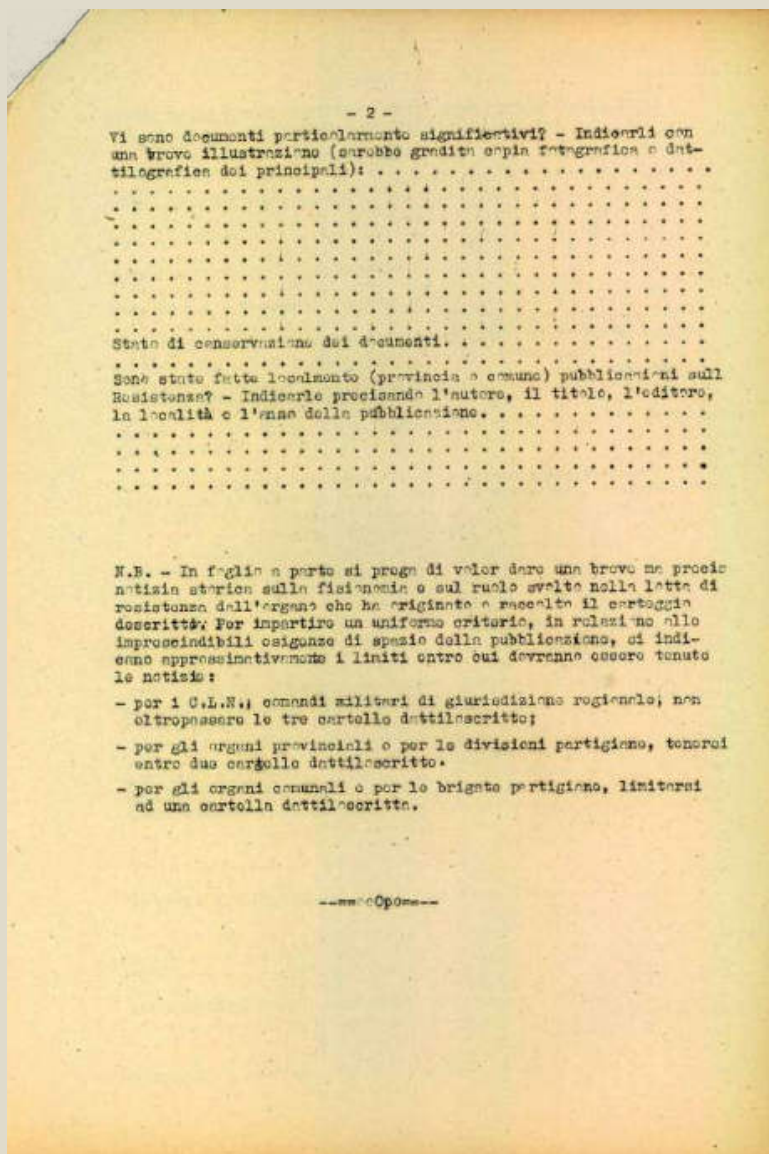 - 2 -
Vi sono documenti particolarmente significativi? - Indicarli con
una breve illustrazione (sarebbe gradita copia fotografica o dat-
tilografica dei principali): . . . . . . . . . . . . . . . . . . .
. . . . . . . . . . . . . . . . . . . . . . . . . . .
. . . . . . . . . . . . . . . . . . . . . . . . . . .
. . . . . . . . . . . . . . . . . . . . . . . . . . .
. . . . . . . . . . . . . . . . . . . . . . . . . . .
. . . . . . . . . . . . . . . . . . . . . . . . . . .
. . . . . . . . . . . . . . . . . . . . . . . . . . .
. . . . . . . . . . . . . . . . . . . . . . . . . . .
. . . . . . . . . . . . . . . . . . . . . . . . . . .
Stato di conservazione dei documenti. . . . . . . . . . . . .
. . . . . . . . . . . . . . . . . . . . . . . . . . .
Sono state fatte localmente (provincia o comune) pubblicazioni sull
Resistenza? - Indicarle precisando l'autore, il titolo, l'editore,
la località e l'anno della pubblicazione. . . . . . . . . . . .
. . . . . . . . . . . . . . . . . . . . . . . . . . .
. . . . . . . . . . . . . . . . . . . . . . . . . . .
. . . . . . . . . . . . . . . . . . . . . . . . . . .
. . . . . . . . . . . . . . . . . . . . . . . . . . .
N.B. - In foglio a parte si prega di voler dare una breve ma precis
notizia storica sulla fisionomia e sul ruolo svolto nella lotta di
resistenza dall'organo che ha originato o raccolto il carteggio
descritto. Per impartire un uniforme criterio, in relazione alle
imprescindibili esigenze di spazio della pubblicazione, si indi-
cano approssimativamente i limiti entro cui dovranno essere tenute
le notizie:
- per i C.L.N.; comandi militari di giurisdizione regionale; non
oltrepassare le tre cartelle dattiloscritte;
- per gli organi provinciali e per le divisioni partigiane, tenersi
entro due cartelle dattiloscritte.
- per gli organi comunali e per le brigate partigiane, limitarsi
ad una cartella dattiloscritta.
--==ooOpo==--